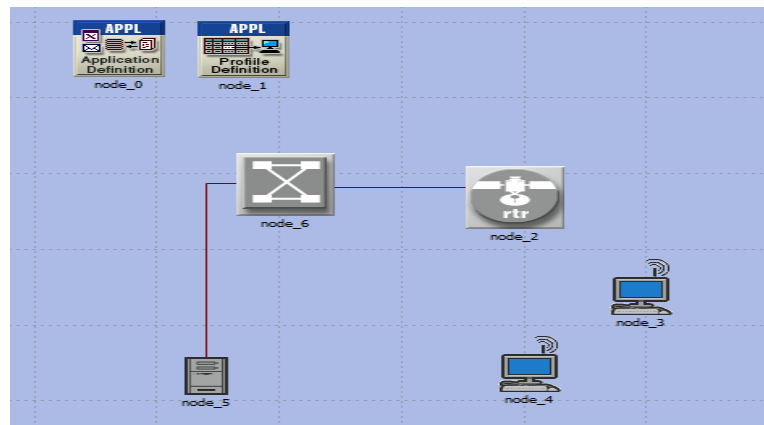 APPL
Application
Definition
node_0
APPL
Profiile
Definition
node_1
node_6
rtr
node_2
node_3
node_5
node_4